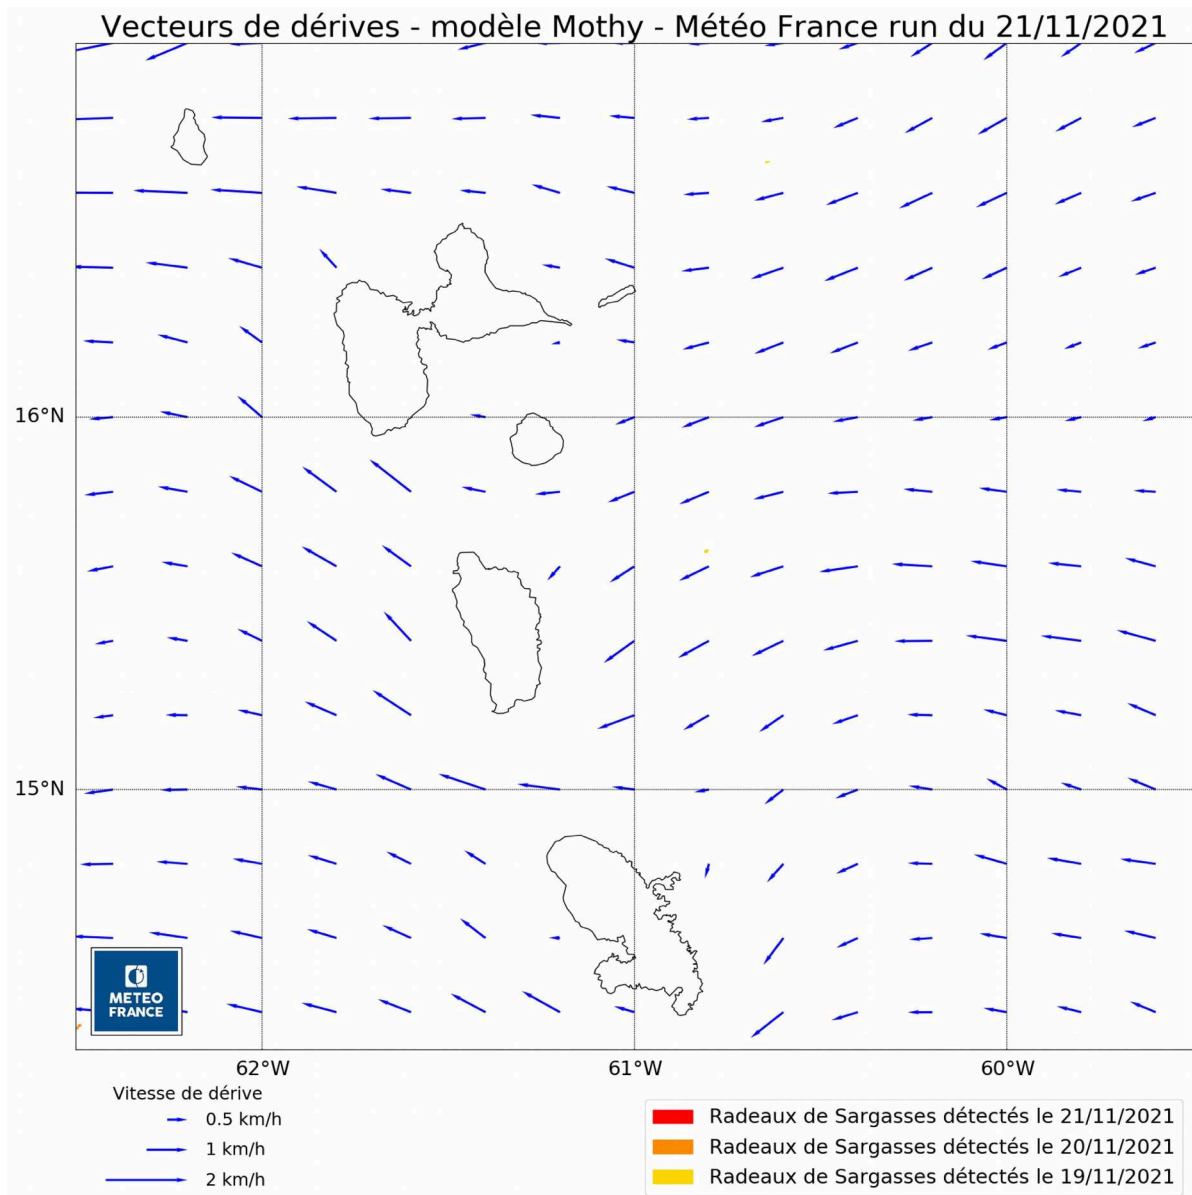 Vecteurs de dérives - modèle Mothy - Météo France run du 21/11/2021
16°N
15°N
METEO
FRANCE
62°W
61°W
60°W
Vitesse de dérive
0.5 km/h
1 km/h
2 km/h
Radeaux de Sargasses détectés le 21/11/2021
Radeaux de Sargasses détectés le 20/11/2021
Radeaux de Sargasses détectés le 19/11/2021